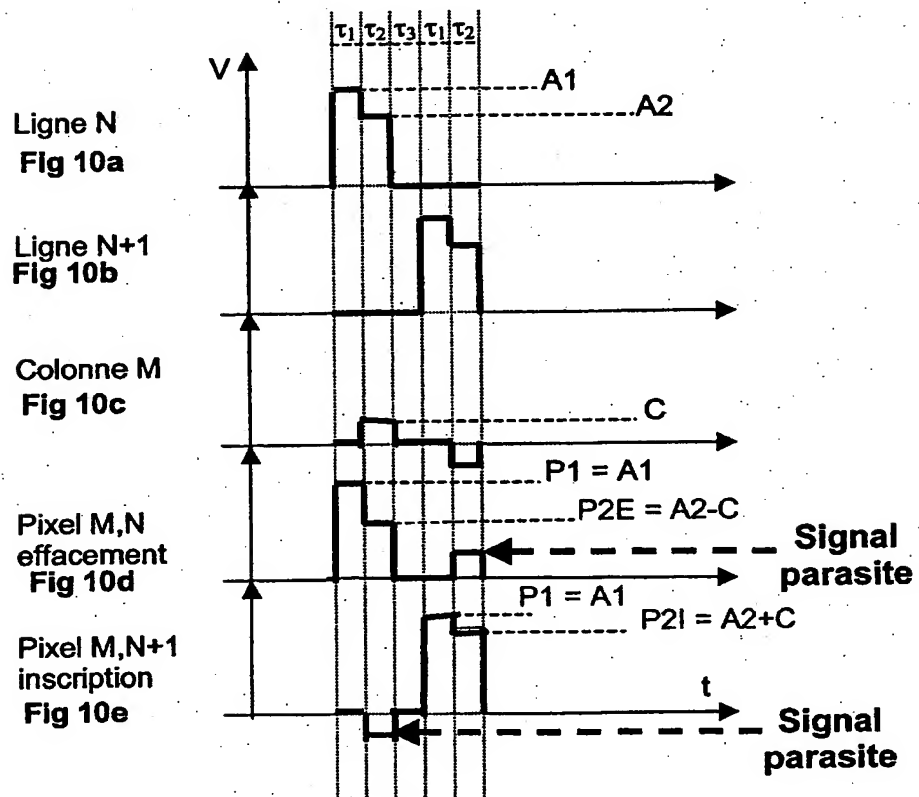 τ1 τ2 τ3 τ1 τ2
V
A1
A2
Ligne N
Fig 10a
Ligne N+1
Fig 10b
Colonne M
Fig 10c
C
P1 = A1
P2E = A2-C
Pixel M,N
effacement
Fig 10d
Signal
parasite
P1 = A1
P2I = A2+C
Pixel M,N+1
inscription
Fig 10e
t
Signal
parasite